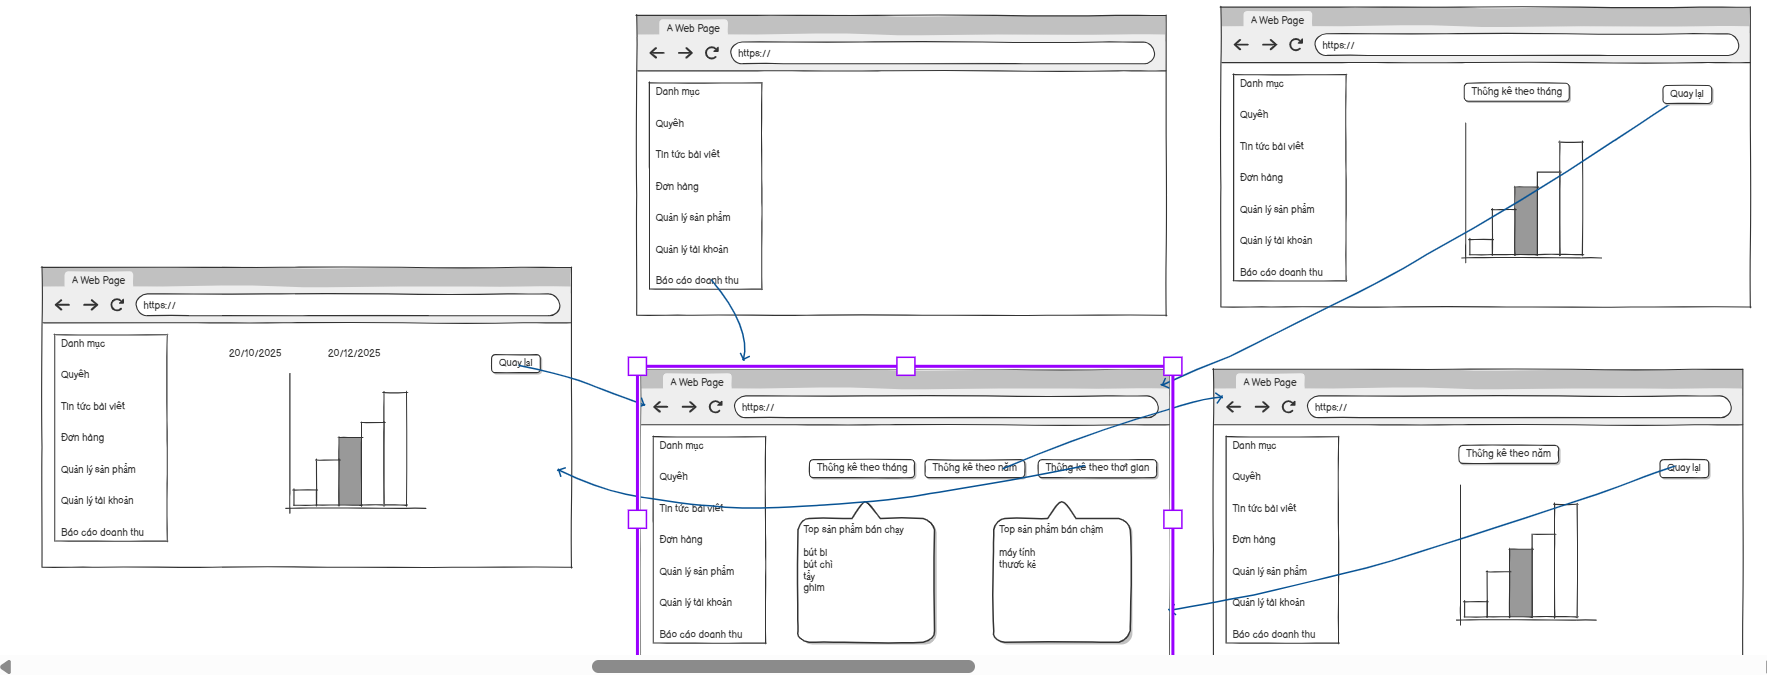 A Web Page
https://
Danh mục
Quyền
Tin tức bài viết
Đơn hàng
Quản lý sản phẩm
Quản lý tài khoản
Báo cáo doanh thu
A Web Page
https://
Danh mục
Quyền
Tin tức bài viết
Đơn hàng
Quản lý sản phẩm
Quản lý tài khoản
Báo cáo doanh thu
Thống kê theo tháng
Quay lại
A Web Page
https://
Danh mục
Quyền
Tin tức bài viết
Đơn hàng
Quản lý sản phẩm
Quản lý tài khoản
Báo cáo doanh thu
20/10/2025
20/12/2025
Quay lại
A Web Page
https://
Danh mục
Quyền
Tin tức bài viết
Đơn hàng
Quản lý sản phẩm
Quản lý tài khoản
Báo cáo doanh thu
Thống kê theo tháng
Thống kê theo năm
Thống kê theo thời gian
Top sản phẩm bán chạy
bút bi
bút chì
tẩy
ghim
Top sản phẩm bán chậm
máy tính
thước kẻ
A Web Page
https://
Danh mục
Quyền
Tin tức bài viết
Đơn hàng
Quản lý sản phẩm
Quản lý tài khoản
Báo cáo doanh thu
Thống kê theo năm
Quay lại